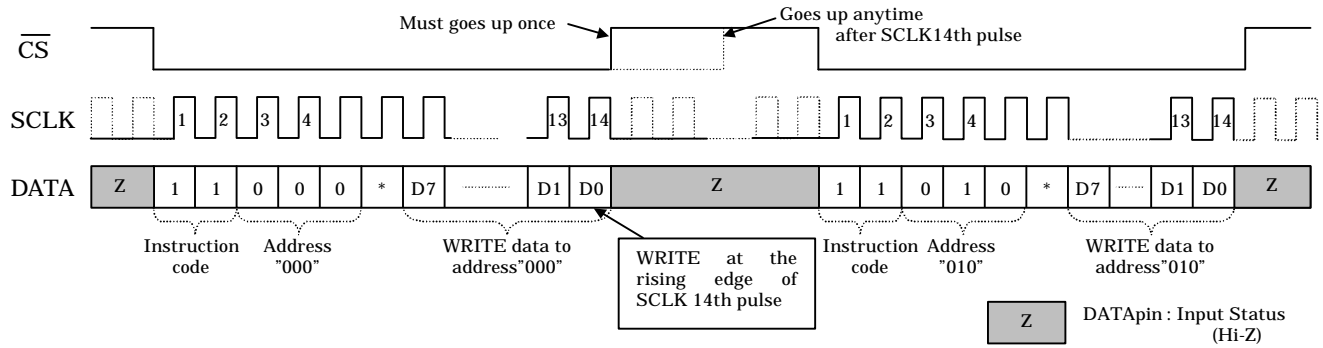 Must goes up once
Goes up anytime
after SCLK14th pulse
CS
SCLK 1 2 3 4 13 14 1 2 3 4 13 14
DATA Z 1 1 0 0 0 * D7 D1 D0 Z 1 1 0 1 0 * D7 D1 D0 Z
Instruction code
Address "000"
WRITE data to address"000"
WRITE at the
rising edge of
SCLK 14th pulse
Instruction code
Address "010"
WRITE data to address"010"
Z DATApin : Input Status
(Hi-Z)